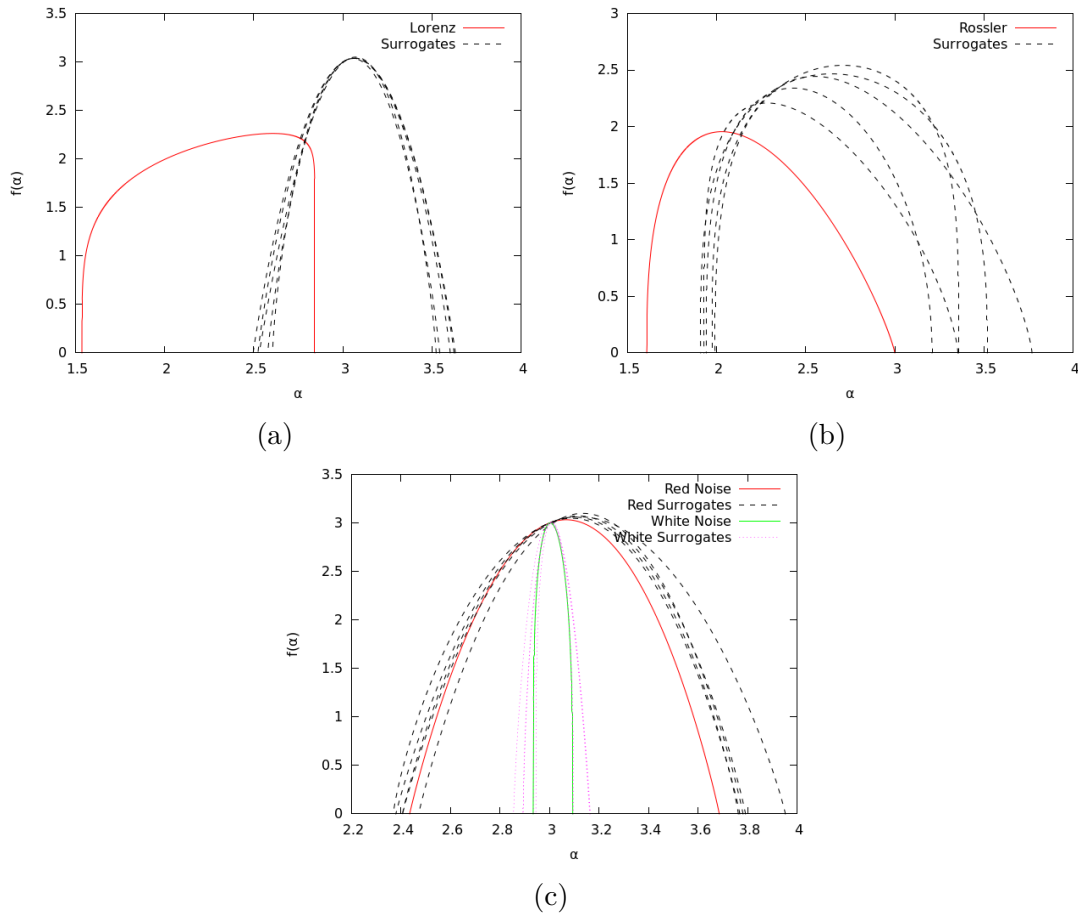 3.5
3
2.5
2
1.5
1
0.5
0
f(α)
Lorenz
Surrogates
1.5 2 2.5 3 3.5 4
α
(a)
3
2.5
2
1.5
1
0.5
0
f(α)
Rossler
Surrogates
1.5 2 2.5 3 3.5 4
α
(b)
3.5
3
2.5
2
1.5
1
0.5
0
f(α)
Red Noise
Red Surrogates
White Noise
White Surrogates
2.2 2.4 2.6 2.8 3 3.2 3.4 3.6 3.8 4
α
(c)